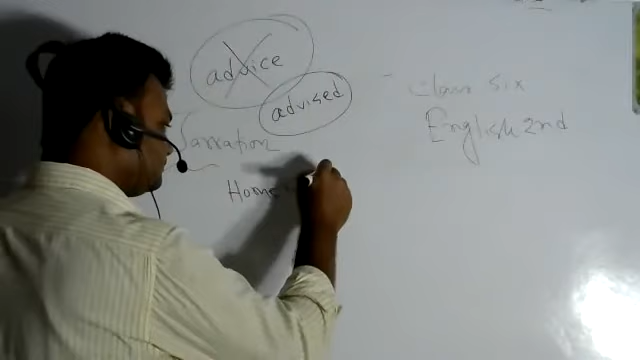 advice
advised
Class Six
English 2nd
Narration
Home